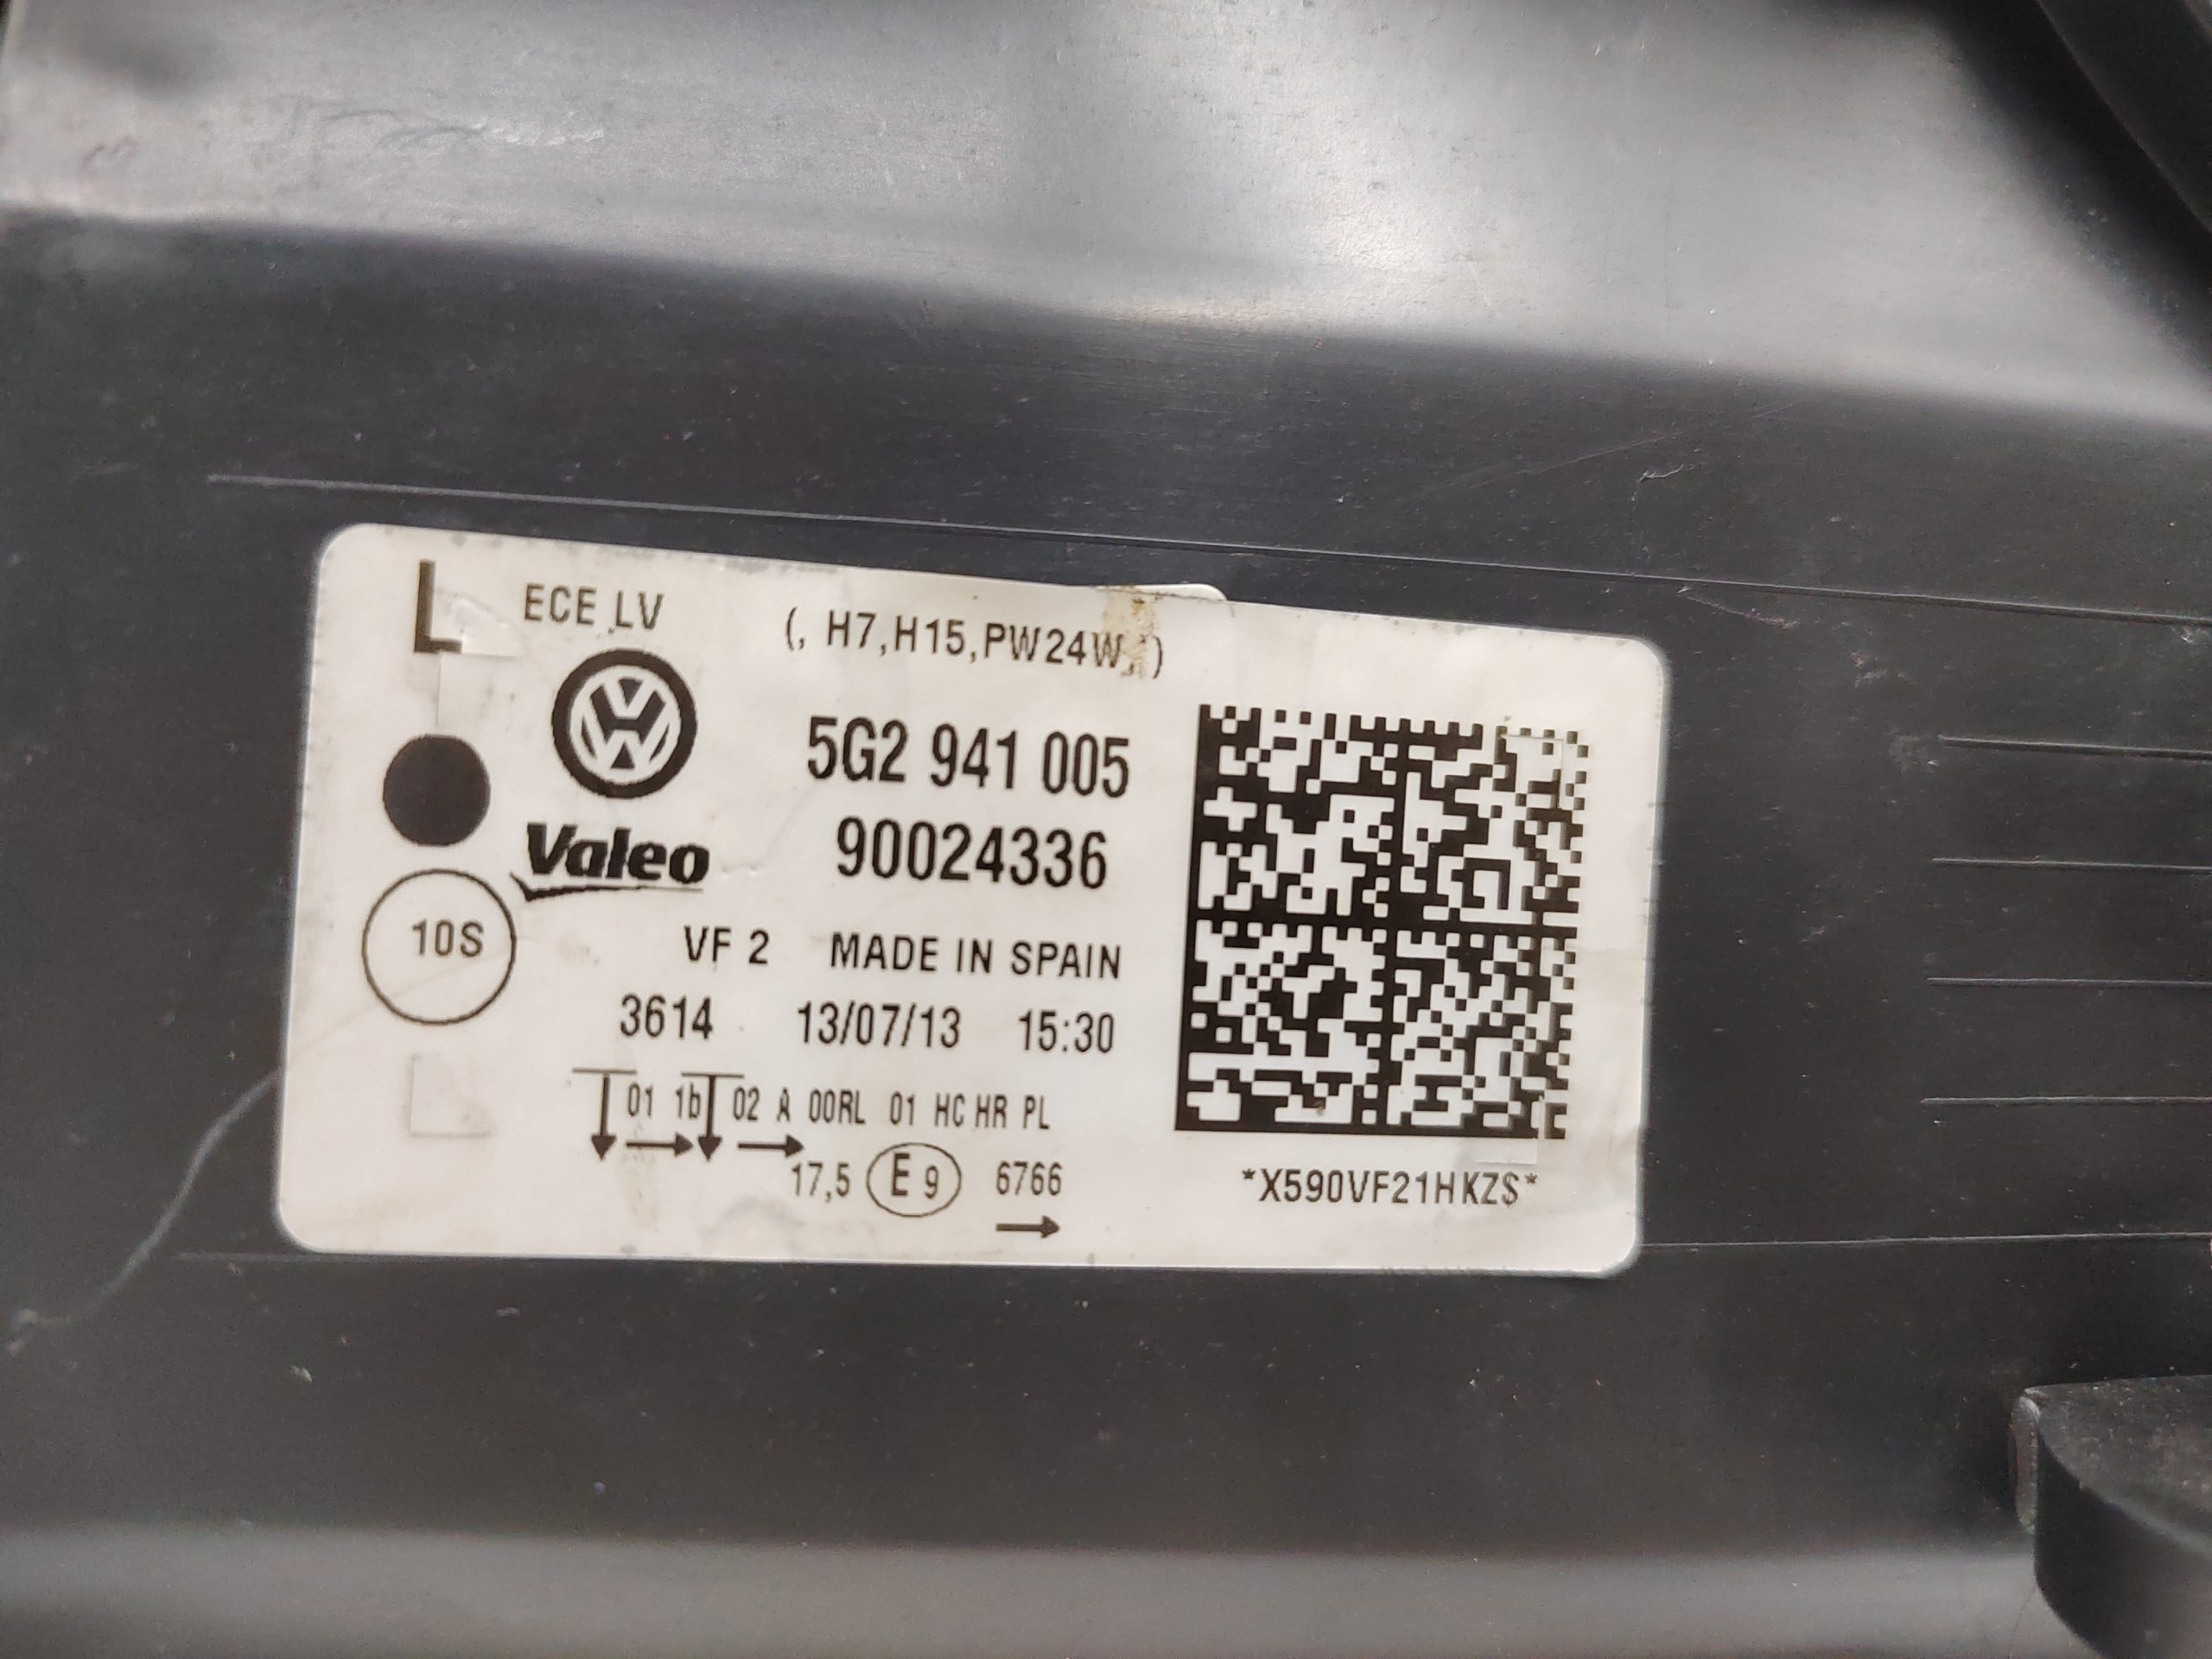 L ECE LV (, H7,H15,PW24W, )
5G2 941 005
Valeo 90024336
10S
VF 2 MADE IN SPAIN
3614 13/07/13 15:30
01 1b 02 A 00RL 01 HC HR PL
17,5 E 9 6766
*X590VF21HKZS*